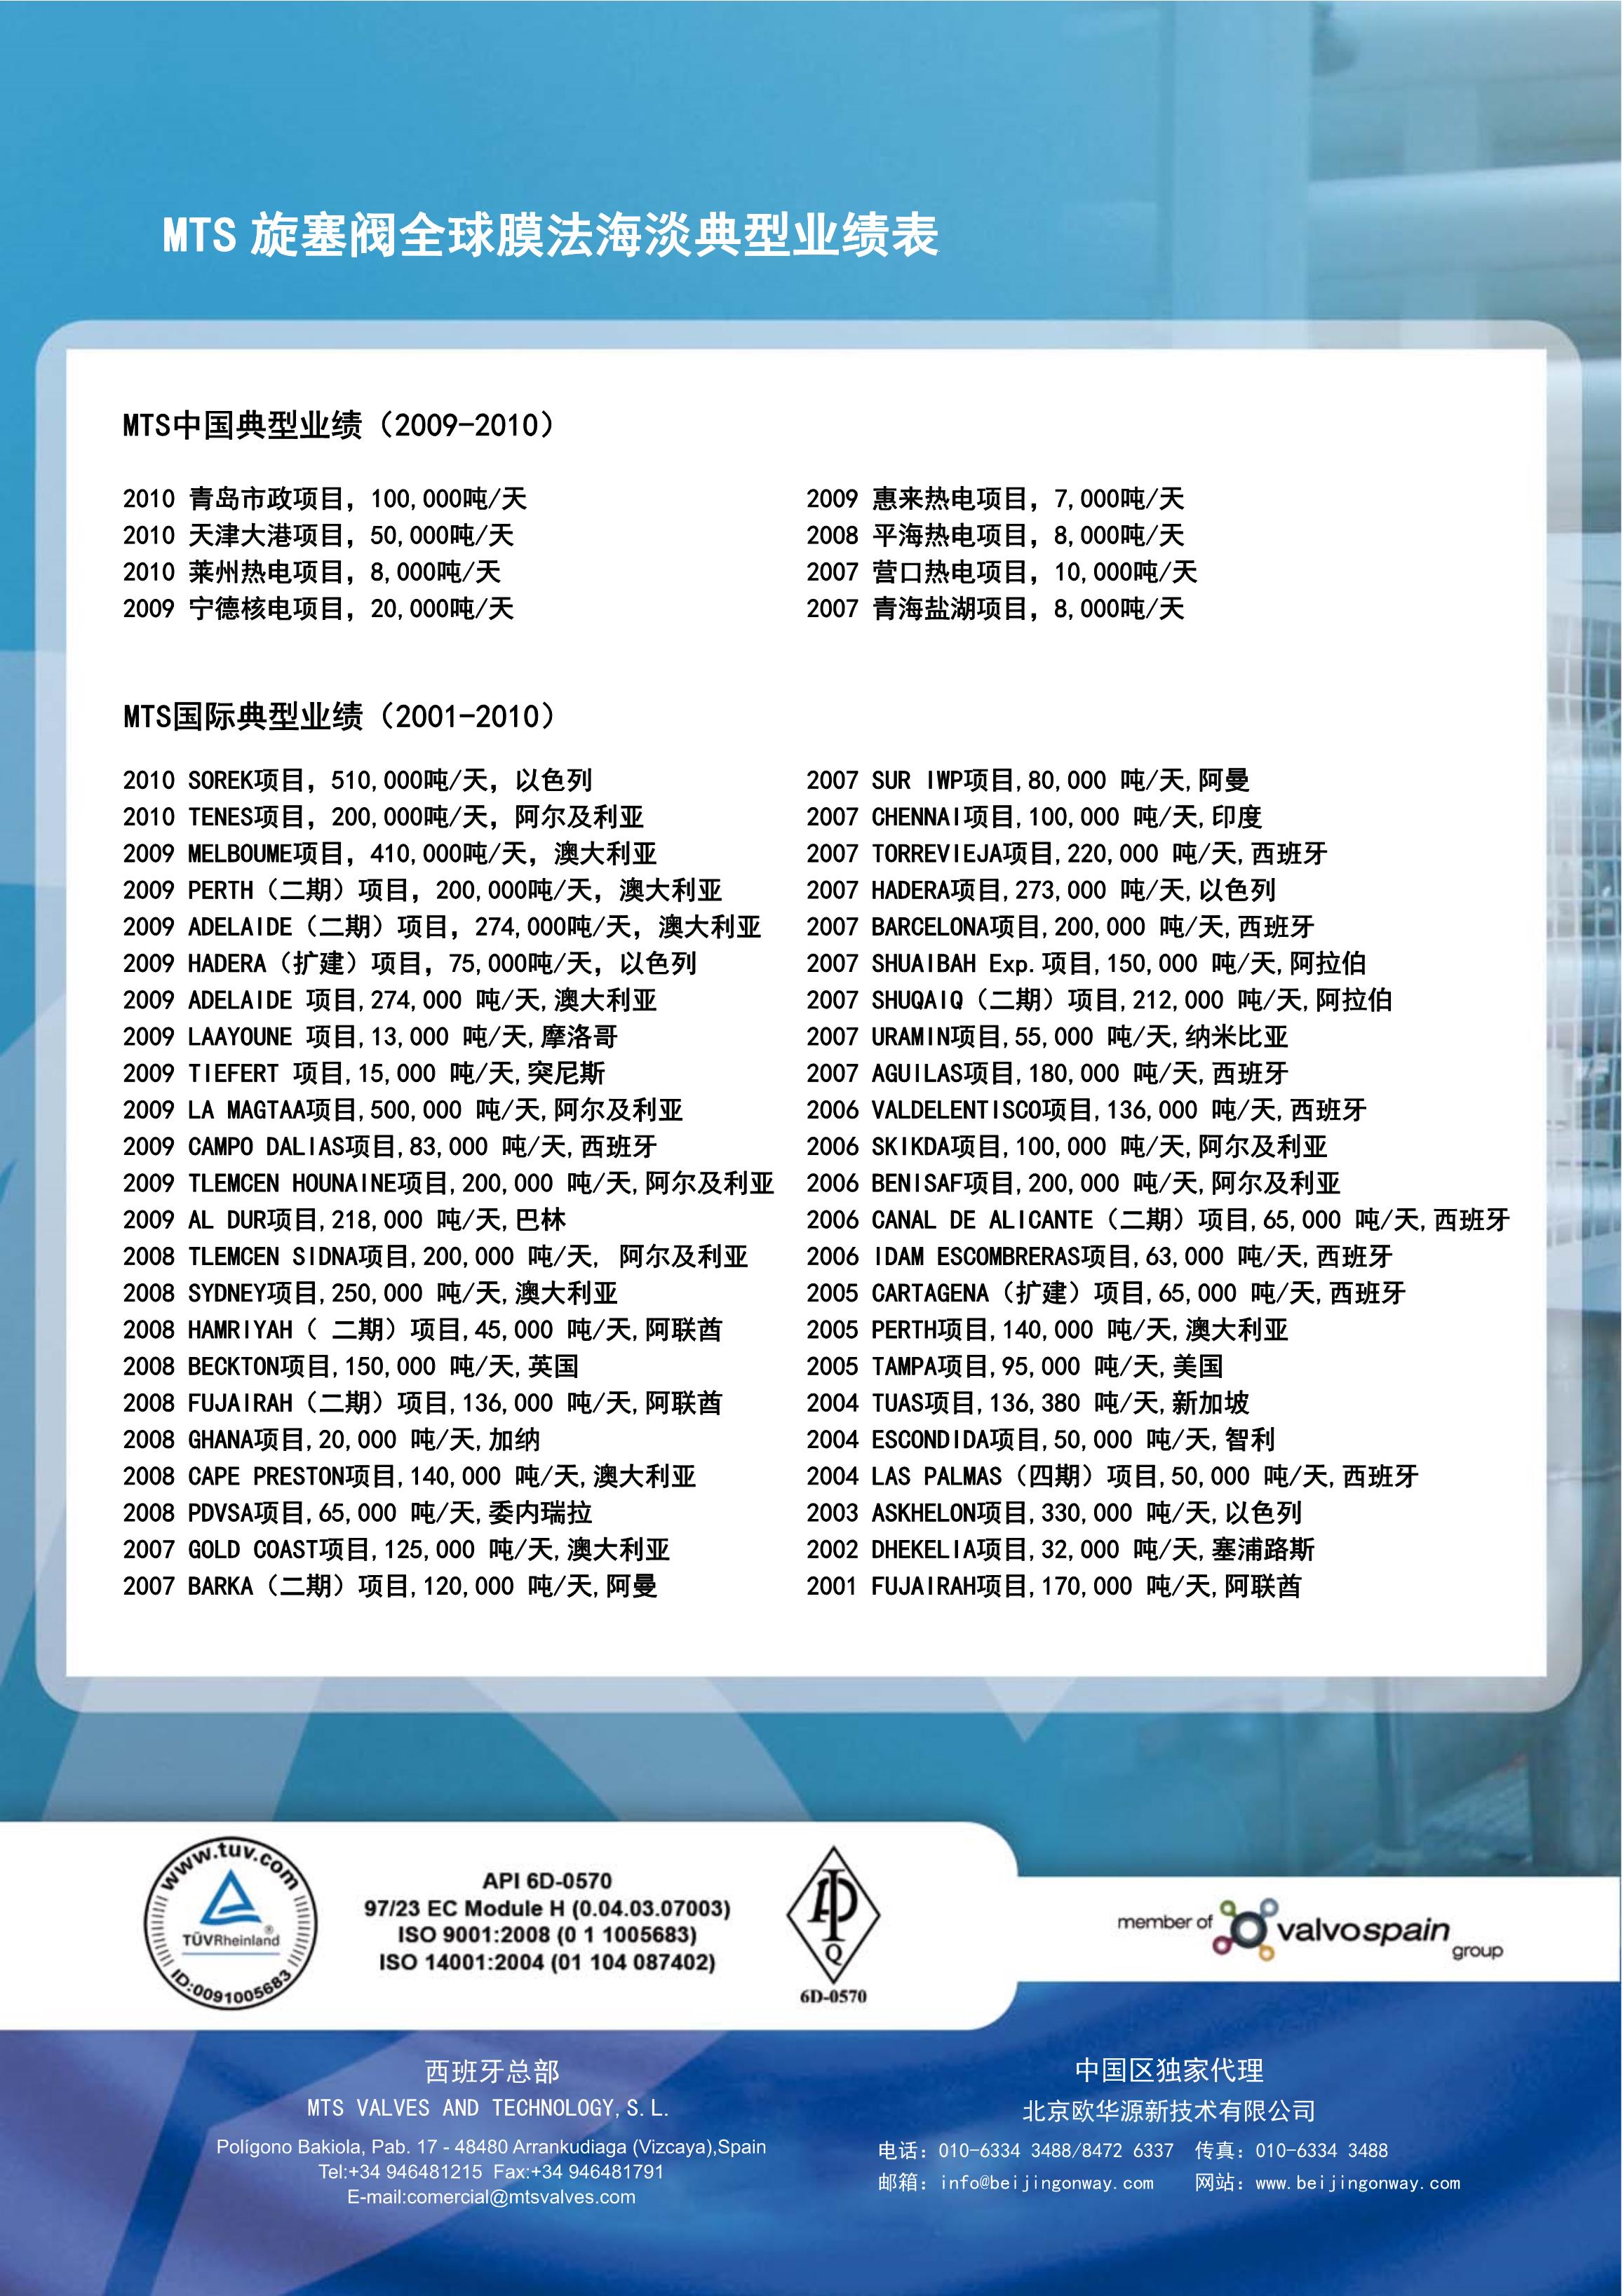 MTS 旋塞阀全球膜法海淡典型业绩表
MTS中国典型业绩（2009-2010）
2010 青岛市政项目，100,000吨/天
2010 天津大港项目，50,000吨/天
2010 莱州热电项目，8,000吨/天
2009 宁德核电项目，20,000吨/天
2009 惠来热电项目，7,000吨/天
2008 平海热电项目，8,000吨/天
2007 营口热电项目，10,000吨/天
2007 青海盐湖项目，8,000吨/天
MTS国际典型业绩（2001-2010）
2010 SOREK项目，510,000吨/天，以色列
2010 TENES项目，200,000吨/天，阿尔及利亚
2009 MELBOUME项目，410,000吨/天，澳大利亚
2009 PERTH（二期）项目，200,000吨/天，澳大利亚
2009 ADELAIDE（二期）项目，274,000吨/天，澳大利亚
2009 HADERA（扩建）项目，75,000吨/天，以色列
2009 ADELAIDE 项目,274,000 吨/天,澳大利亚
2009 LAAYOUNE 项目,13,000 吨/天,摩洛哥
2009 TIEFERT 项目,15,000 吨/天,突尼斯
2009 LA MAGTAA项目,500,000 吨/天,阿尔及利亚
2009 CAMPO DALIAS项目,83,000 吨/天,西班牙
2009 TLEMCEN HOUNAINE项目,200,000 吨/天,阿尔及利亚
2009 AL DUR项目,218,000 吨/天,巴林
2008 TLEMCEN SIDNA项目,200,000 吨/天, 阿尔及利亚
2008 SYDNEY项目,250,000 吨/天,澳大利亚
2008 HAMRIYAH（ 二期）项目,45,000 吨/天,阿联酋
2008 BECKTON项目,150,000 吨/天,英国
2008 FUJAIRAH（二期）项目,136,000 吨/天,阿联酋
2008 GHANA项目,20,000 吨/天,加纳
2008 CAPE PRESTON项目,140,000 吨/天,澳大利亚
2008 PDVSA项目,65,000 吨/天,委内瑞拉
2007 GOLD COAST项目,125,000 吨/天,澳大利亚
2007 BARKA（二期）项目,120,000 吨/天,阿曼
2007 SUR IWP项目,80,000 吨/天,阿曼
2007 CHENNAI项目,100,000 吨/天,印度
2007 TORREVIEJA项目,220,000 吨/天,西班牙
2007 HADERA项目,273,000 吨/天,以色列
2007 BARCELONA项目,200,000 吨/天,西班牙
2007 SHUAIBAH Exp.项目,150,000 吨/天,阿拉伯
2007 SHUQAIQ（二期）项目,212,000 吨/天,阿拉伯
2007 URAMIN项目,55,000 吨/天,纳米比亚
2007 AGUILAS项目,180,000 吨/天,西班牙
2006 VALDELENTISCO项目,136,000 吨/天,西班牙
2006 SKIKDA项目,100,000 吨/天,阿尔及利亚
2006 BENISAF项目,200,000 吨/天,阿尔及利亚
2006 CANAL DE ALICANTE（二期）项目,65,000 吨/天,西班牙
2006 IDAM ESCOMBRERAS项目,63,000 吨/天,西班牙
2005 CARTAGENA（扩建）项目,65,000 吨/天,西班牙
2005 PERTH项目,140,000 吨/天,澳大利亚
2005 TAMPA项目,95,000 吨/天,美国
2004 TUAS项目,136,380 吨/天,新加坡
2004 ESCONDIDA项目,50,000 吨/天,智利
2004 LAS PALMAS（四期）项目,50,000 吨/天,西班牙
2003 ASKHELON项目,330,000 吨/天,以色列
2002 DHEKELIA项目,32,000 吨/天,塞浦路斯
2001 FUJAIRAH项目,170,000 吨/天,阿联酋
www.tuv.com
TÜVRheinland®
ID:0091005683
API 6D-0570
97/23 EC Module H (0.04.03.07003)
ISO 9001:2008 (0 1 1005683)
ISO 14001:2004 (01 104 087402)
API
Q
6D-0570
member of valvospain group
西班牙总部
MTS VALVES AND TECHNOLOGY,S.L.
Polígono Bakiola, Pab. 17 - 48480 Arrankudiaga (Vizcaya),Spain
Tel:+34 946481215 Fax:+34 946481791
E-mail:comercial@mtsvalves.com
中国区独家代理
北京欧华源新技术有限公司
电话：010-6334 3488/8472 6337 传真：010-6334 3488
邮箱：info@beijingonway.com 网站：www.beijingonway.com